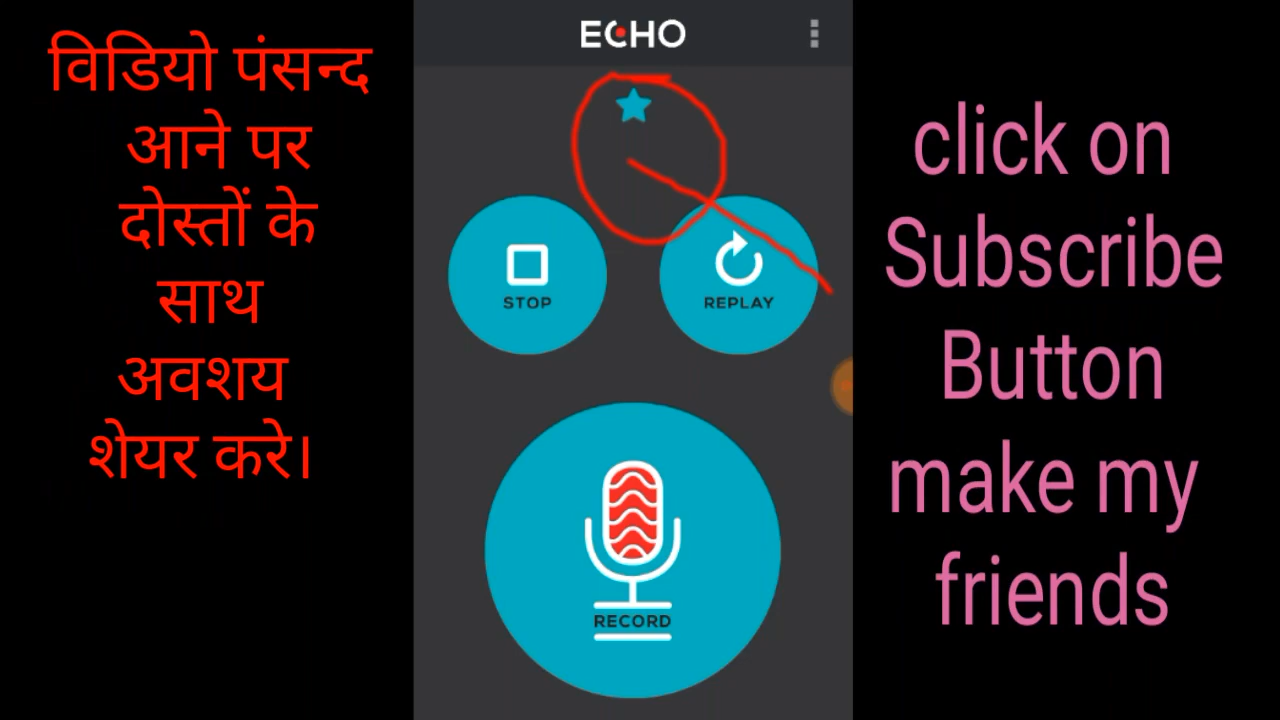 विडियो पंसन्द
आने पर
दोस्तों के
साथ
अवशय
शेयर करे।
ECHO
STOP
REPLAY
RECORD
click on
Subscribe
Button
make my
friends